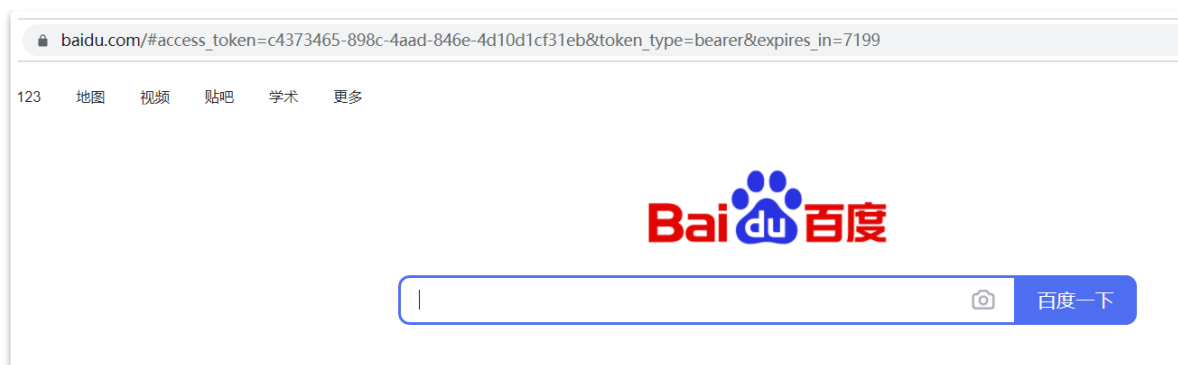 baidu.com/#access_token=c4373465-898c-4aad-846e-4d10d1cf31eb&token_type=bearer&expires_in=7199
123 地图 视频 贴吧 学术 更多
Bai du 百度
百度一下